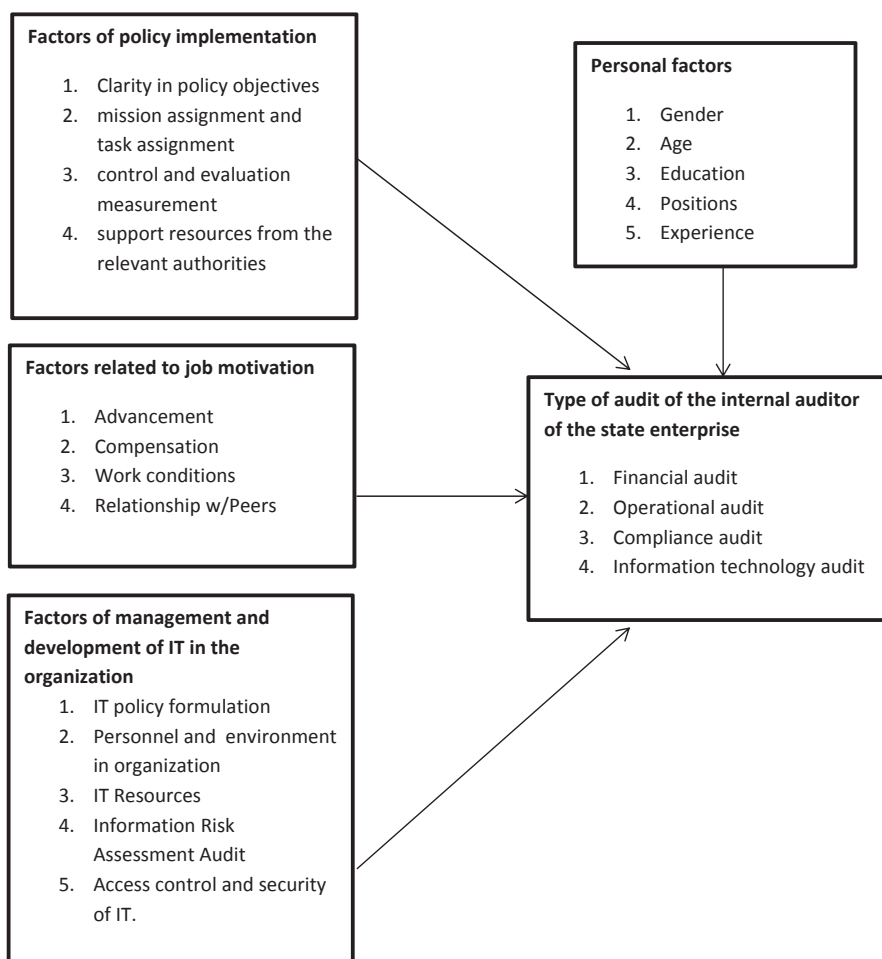 Factors of policy implementation
1. Clarity in policy objectives
2. mission assignment and
task assignment
3. control and evaluation
measurement
4. support resources from the
relevant authorities
Personal factors
1. Gender
2. Age
3. Education
4. Positions
5. Experience
Factors related to job motivation
1. Advancement
2. Compensation
3. Work conditions
4. Relationship w/Peers
Type of audit of the internal auditor
of the state enterprise
1. Financial audit
2. Operational audit
3. Compliance audit
4. Information technology audit
Factors of management and
development of IT in the
organization
1. IT policy formulation
2. Personnel and environment
in organization
3. IT Resources
4. Information Risk
Assessment Audit
5. Access control and security
of IT.